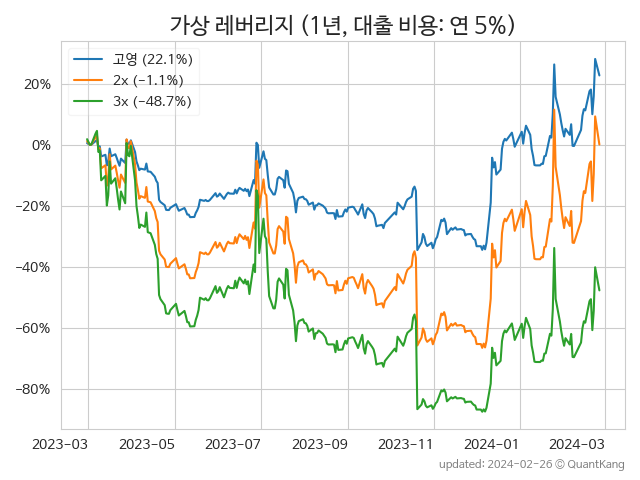 가상 레버리지 (1년, 대출 비용: 연 5%)
고영 (22.1%)
2x (−1.1%)
3x (−48.7%)
20%
0%
−20%
−40%
−60%
−80%
2023-03 2023-05 2023-07 2023-09 2023-11 2024-01 2024-03
updated: 2024-02-26 © QuantKang